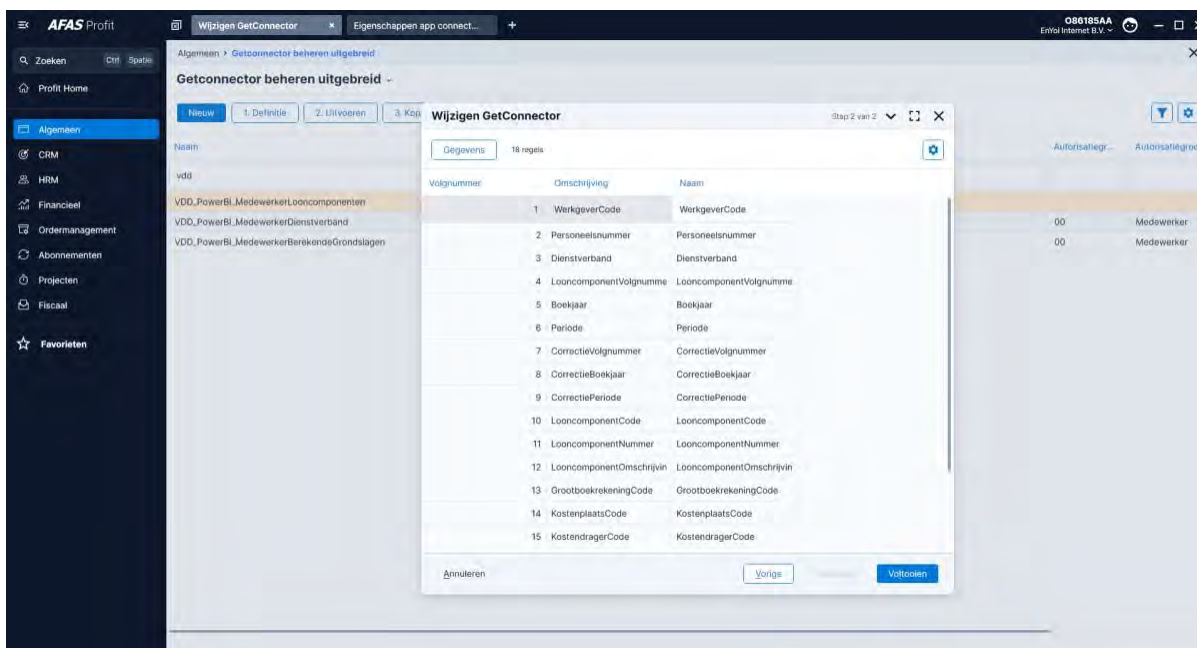 AFAS Profit
Wijzigen GetConnector ×
Eigenschappen app connect...
+
O86185AA
EnYoi Internet B.V.
Zoeken Ctrl Spatie
Profit Home
Algemeen
CRM
HRM
Financieel
Ordermanagement
Abonnementen
Projecten
Fiscaal
Favorieten
Algemeen > Getconnector beheren uitgebreid
Getconnector beheren uitgebreid
Nieuw 1. Definitie 2. Uitvoeren 3. Kop
Naam Autorisatiegr... Autorisatiegroe
vdd
VDD_PowerBI_MedewerkerLooncomponenten
VDD_PowerBI_MedewerkerDienstverband 00 Medewerker
VDD_PowerBI_MedewerkerBerekendeGrondslagen 00 Medewerker
Wijzigen GetConnector Stap 2 van 2
Gegevens 18 regels
Volgnummer Omschrijving Naam
1 WerkgeverCode WerkgeverCode
2 Personeelsnummer Personeelsnummer
3 Dienstverband Dienstverband
4 LooncomponentVolgnumme LooncomponentVolgnumme
5 Boekjaar Boekjaar
6 Periode Periode
7 CorrectieVolgnummer CorrectieVolgnummer
8 CorrectieBoekjaar CorrectieBoekjaar
9 CorrectiePeriode CorrectiePeriode
10 LooncomponentCode LooncomponentCode
11 LooncomponentNummer LooncomponentNummer
12 LooncomponentOmschrijvin LooncomponentOmschrijvin
13 GrootboekrekeningCode GrootboekrekeningCode
14 KostenplaatsCode KostenplaatsCode
15 KostendragerCode KostendragerCode
Annuleren Vorige Voltooien